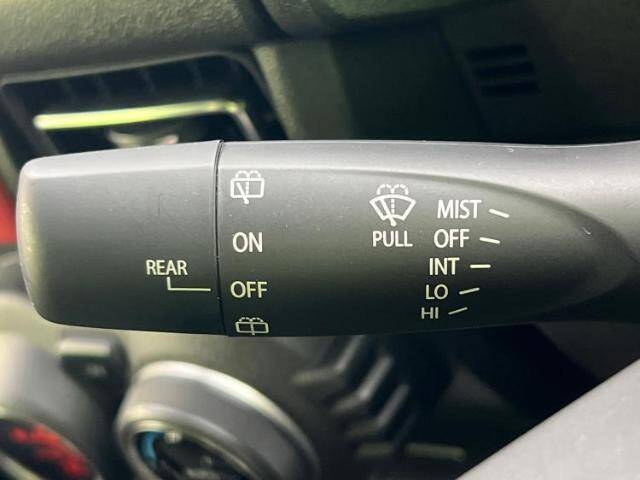 ON
REAR
OFF
PULL
MIST
OFF
INT
LO
HI